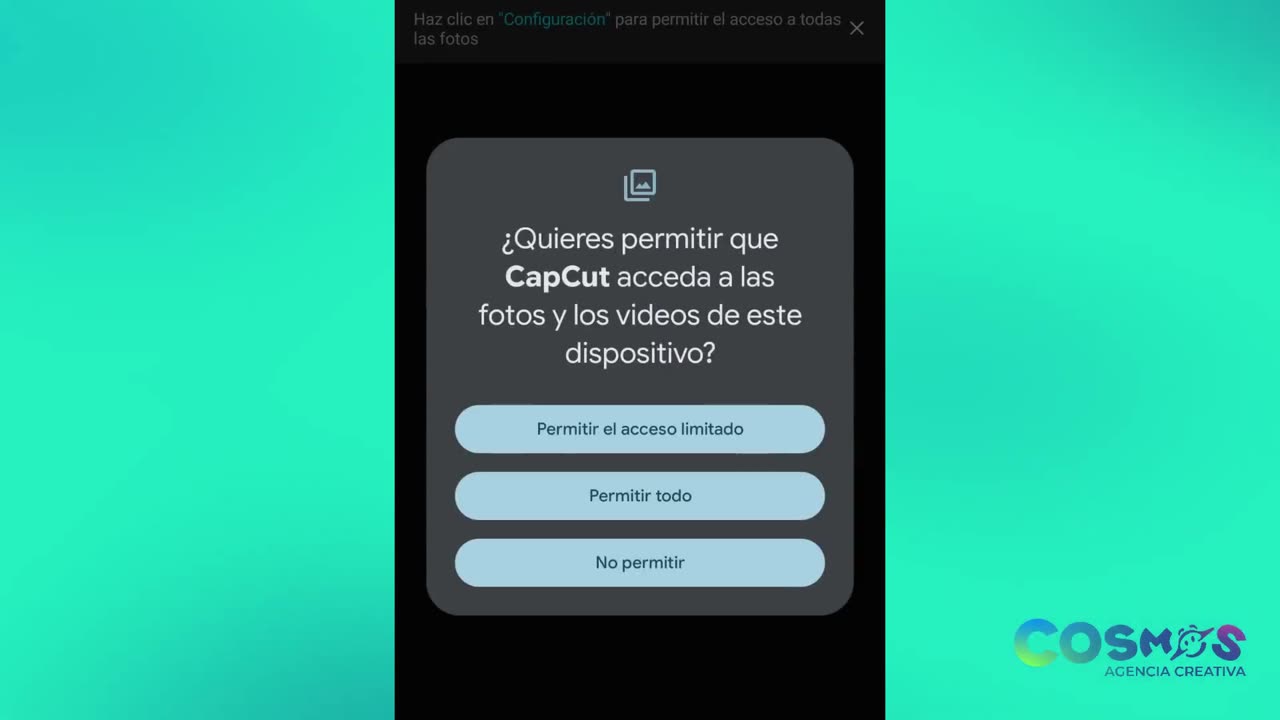 Haz clic en "Configuración" para permitir el acceso a todas
las fotos
¿Quieres permitir que
CapCut acceda a las
fotos y los videos de este
dispositivo?
Permitir el acceso limitado
Permitir todo
No permitir
COSMOS
AGENCIA CREATIVA